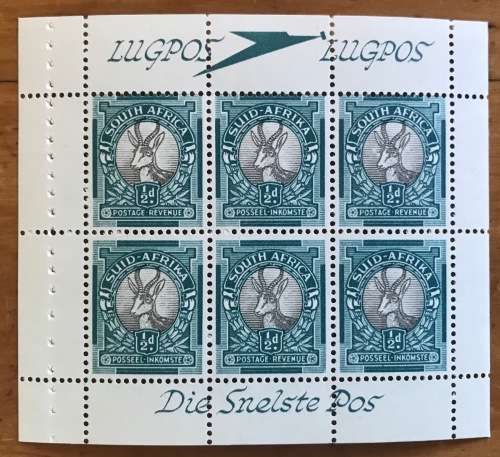 LUGPOS LUGPOS
SOUTH AFRICA SUID-AFRIKA SOUTH AFRICA
½d. ½d. ½d.
POSTAGE-REVENUE POSSEEL-INKOMSTE POSTAGE-REVENUE
SUID-AFRIKA SOUTH AFRICA SUID-AFRIKA
½d. ½d. ½d.
POSSEEL-INKOMSTE POSTAGE-REVENUE POSSEEL-INKOMSTE
Die Snelste Pos